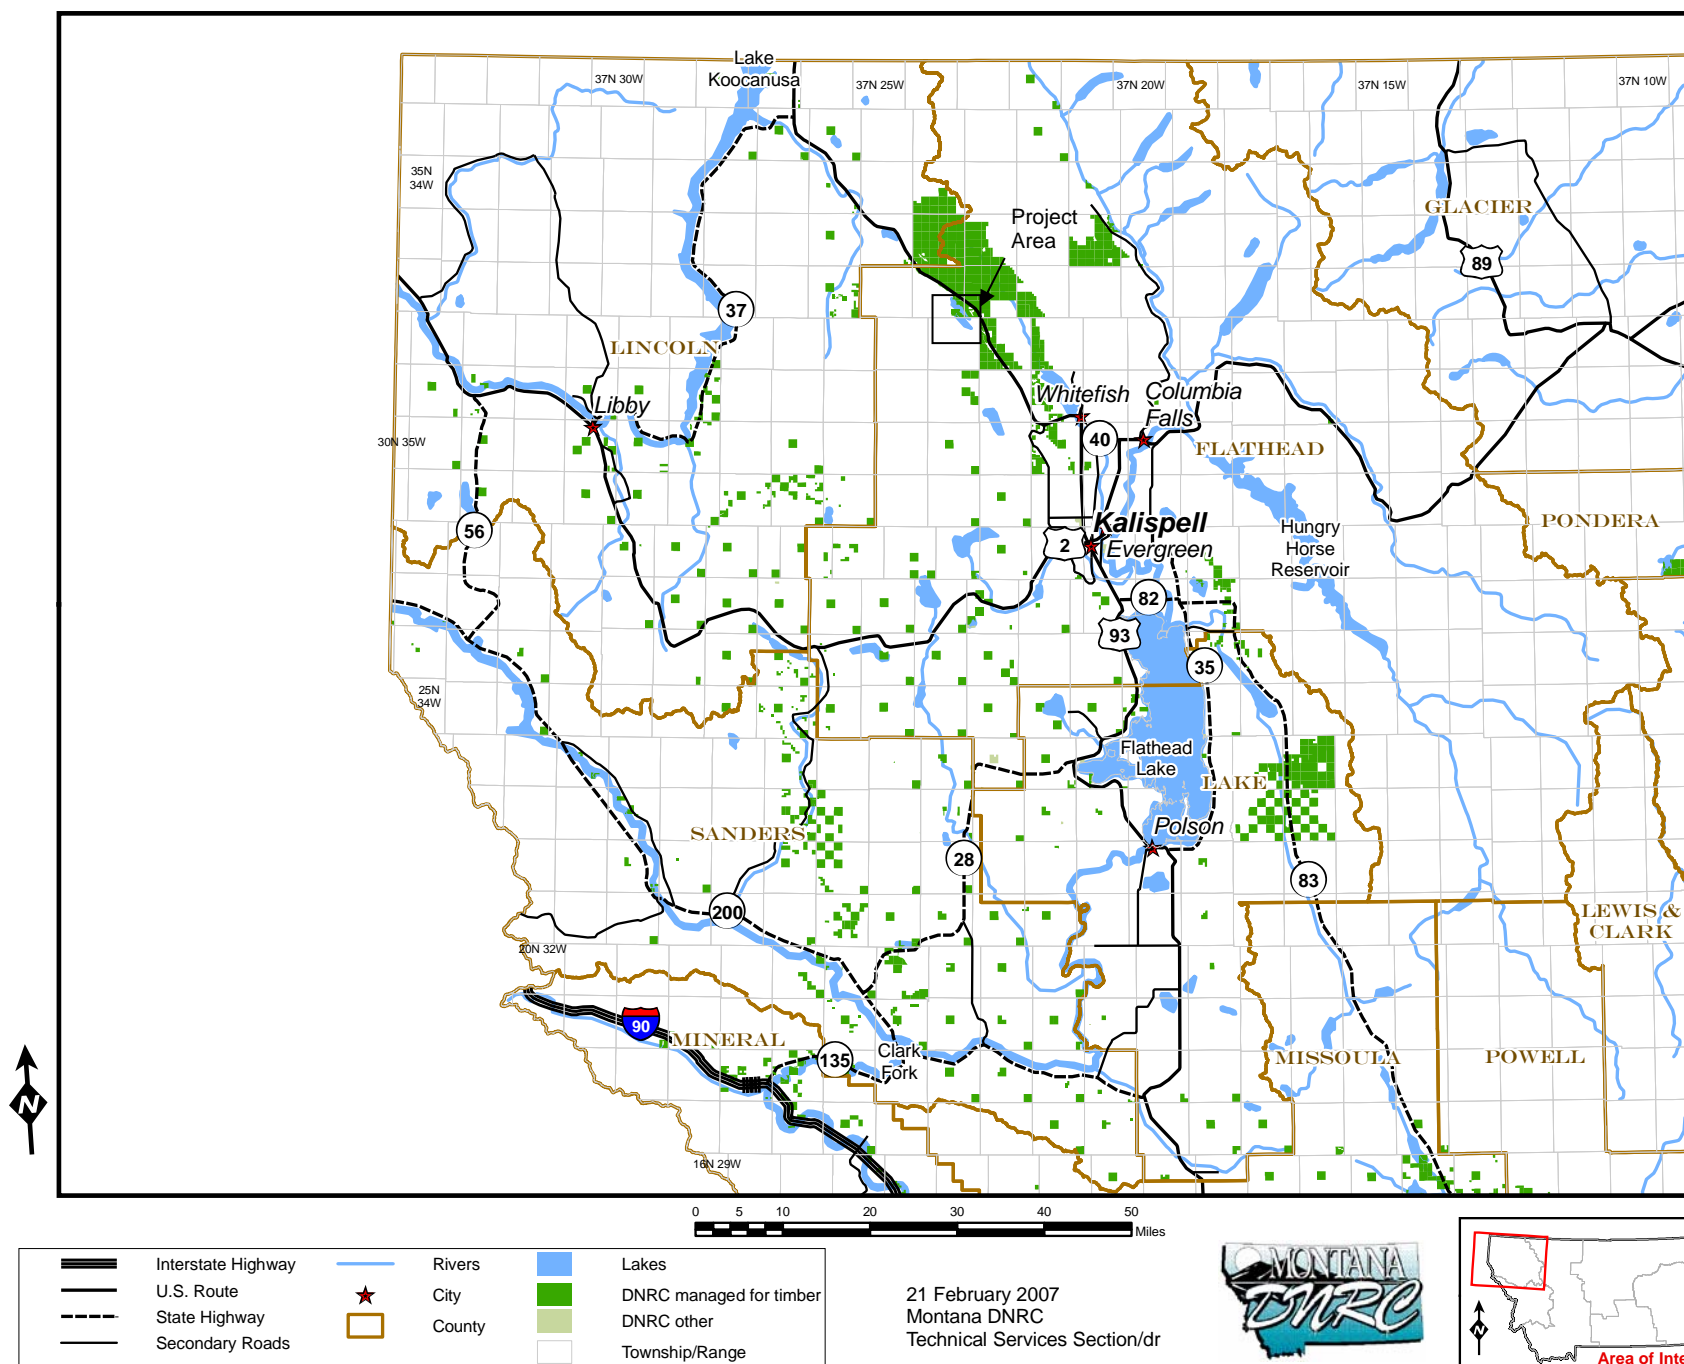 Lake
Koocanusa
37N 30W
37N 25W
37N 20W
37N 15W
37N 10W
35N
34W
GLACIER
Project
Area
89
37
LINCOLN
Libby
Whitefish
Columbia
Falls
30N 35W
40
FLATHEAD
56
Kalispell
2
Evergreen
Hungry
Horse
Reservoir
PONDERA
82
93
35
25N
34W
Flathead
Lake
LAKE
SANDERS
Polson
28
83
200
LEWIS &
CLARK
20N 32W
90
MINERAL
135
Clark
Fork
MISSOULA
POWELL
16N 29W
0 5 10 20 30 40 50
Miles
Interstate Highway
U.S. Route
State Highway
Secondary Roads
Rivers
City
County
Lakes
DNRC managed for timber
DNRC other
Township/Range
21 February 2007
Montana DNRC
Technical Services Section/dr
MONTANA
DNRC
N
N
Area of Inte